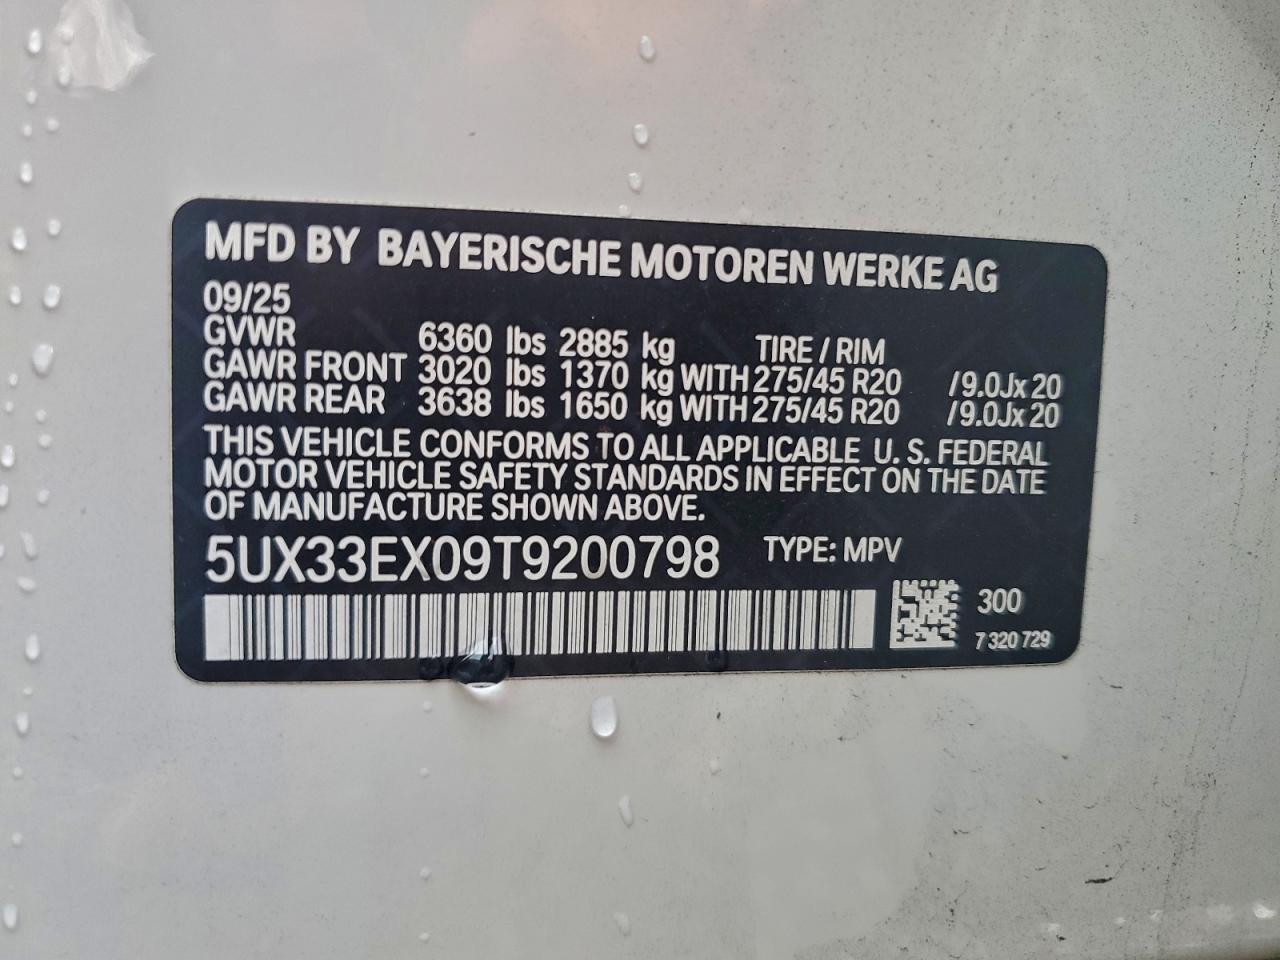 MFD BY BAYERISCHE MOTOREN WERKE AG
09/25
GVWR 6360 lbs 2885 kg TIRE / RIM
GAWR FRONT 3020 lbs 1370 kg WITH 275/45 R20 /9.0Jx 20
GAWR REAR 3638 lbs 1650 kg WITH 275/45 R20 /9.0Jx 20
THIS VEHICLE CONFORMS TO ALL APPLICABLE U. S. FEDERAL
MOTOR VEHICLE SAFETY STANDARDS IN EFFECT ON THE DATE
OF MANUFACTURE SHOWN ABOVE.
5UX33EX09T9200798 TYPE: MPV
300
7 320 729